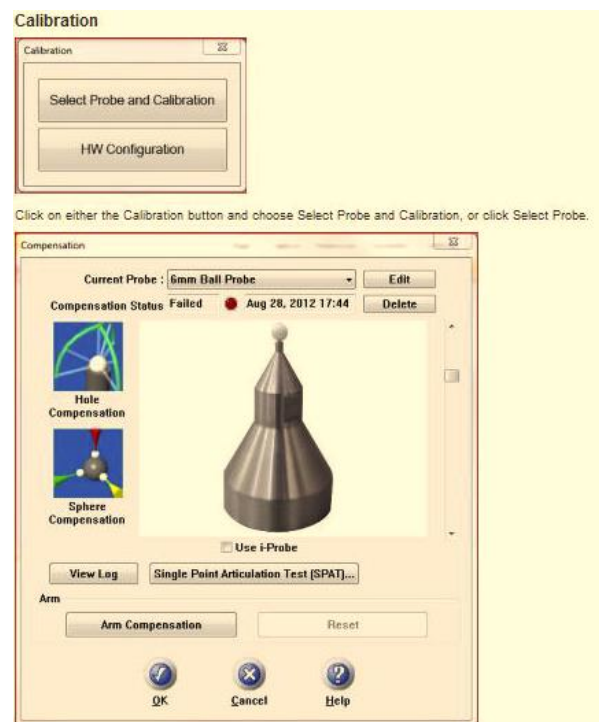 Calibration
Calibration
Select Probe and Calibration
HW Configuration
Click on either the Calibration button and choose Select Probe and Calibration, or click Select Probe.
Compensation
Current Probe : 6mm Ball Probe Edit
Compensation Status Failed Aug 28, 2012 17:44 Delete
Hole
Compensation
Sphere
Compensation
Use i-Probe
View Log Single Point Articulation Test (SPAT)...
Arm
Arm Compensation Reset
OK Cancel Help